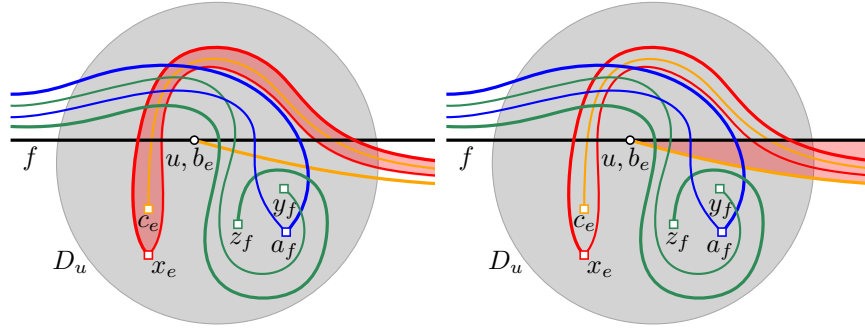 f
u, b_e
c_e
y_f
z_f
a_f
D_u
x_e
f
u, b_e
c_e
y_f
z_f
a_f
D_u
x_e